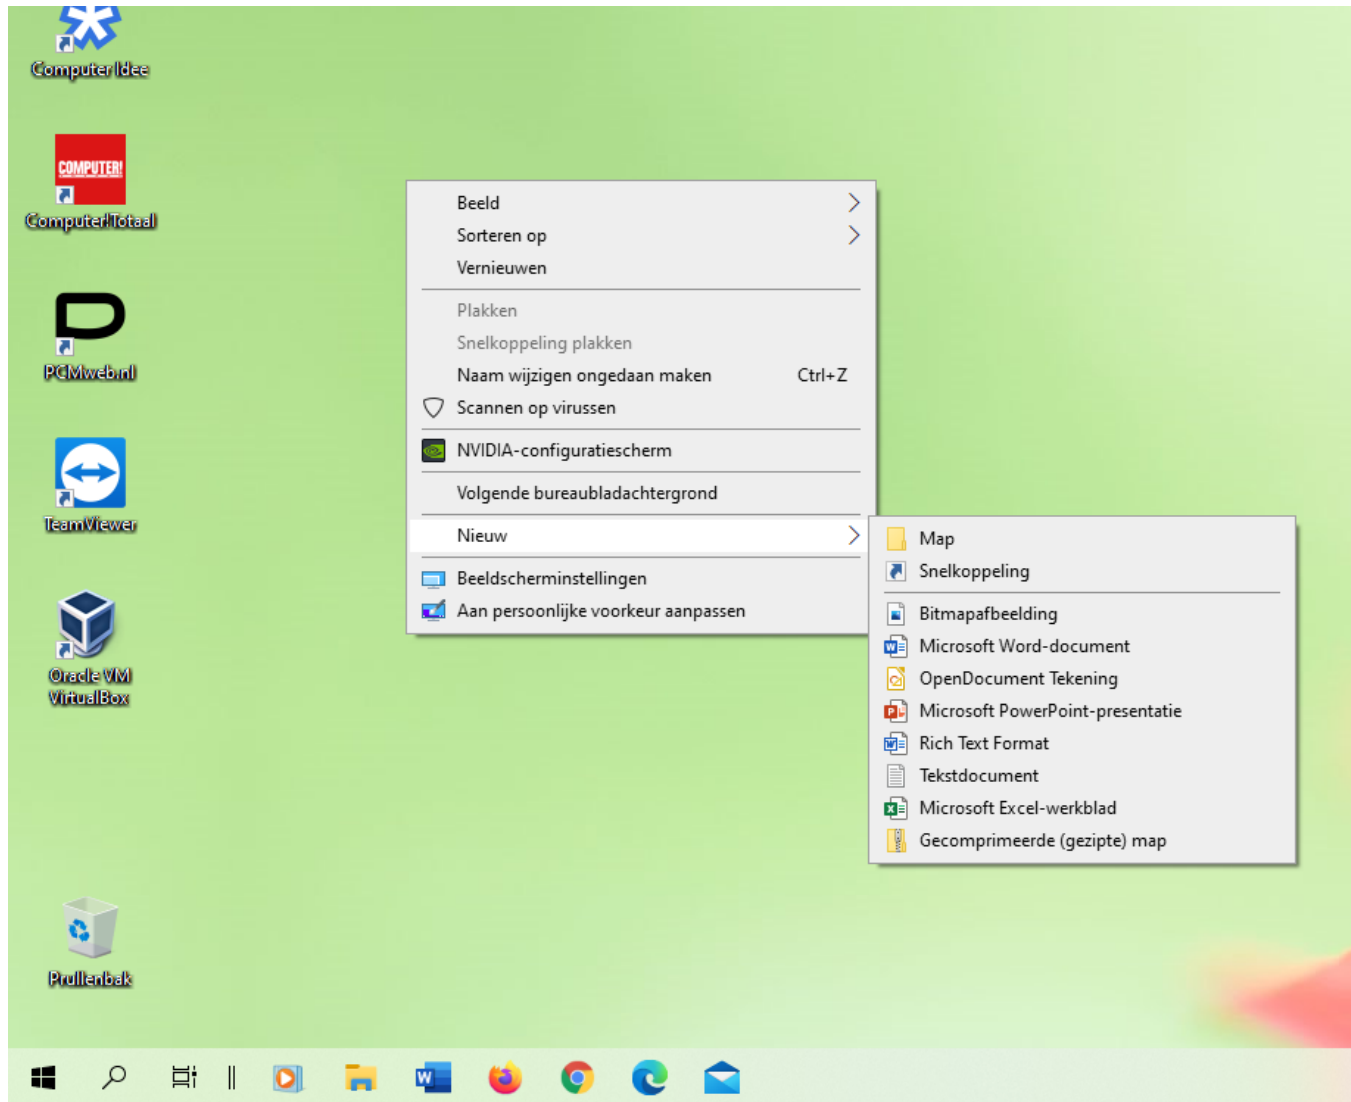 Computer Idee
COMPUTER!
Computer!Totaal
PCMweb.nl
TeamViewer
Oracle VM
VirtualBox
Prullenbak
Beeld
Sorteren op
Vernieuwen
Plakken
Snelkoppeling plakken
Naam wijzigen ongedaan maken Ctrl+Z
Scannen op virussen
NVIDIA-configuratiescherm
Volgende bureaubladachtergrond
Nieuw
Beeldscherminstellingen
Aan persoonlijke voorkeur aanpassen
Map
Snelkoppeling
Bitmapafbeelding
Microsoft Word-document
OpenDocument Tekening
Microsoft PowerPoint-presentatie
Rich Text Format
Tekstdocument
Microsoft Excel-werkblad
Gecomprimeerde (gezipte) map